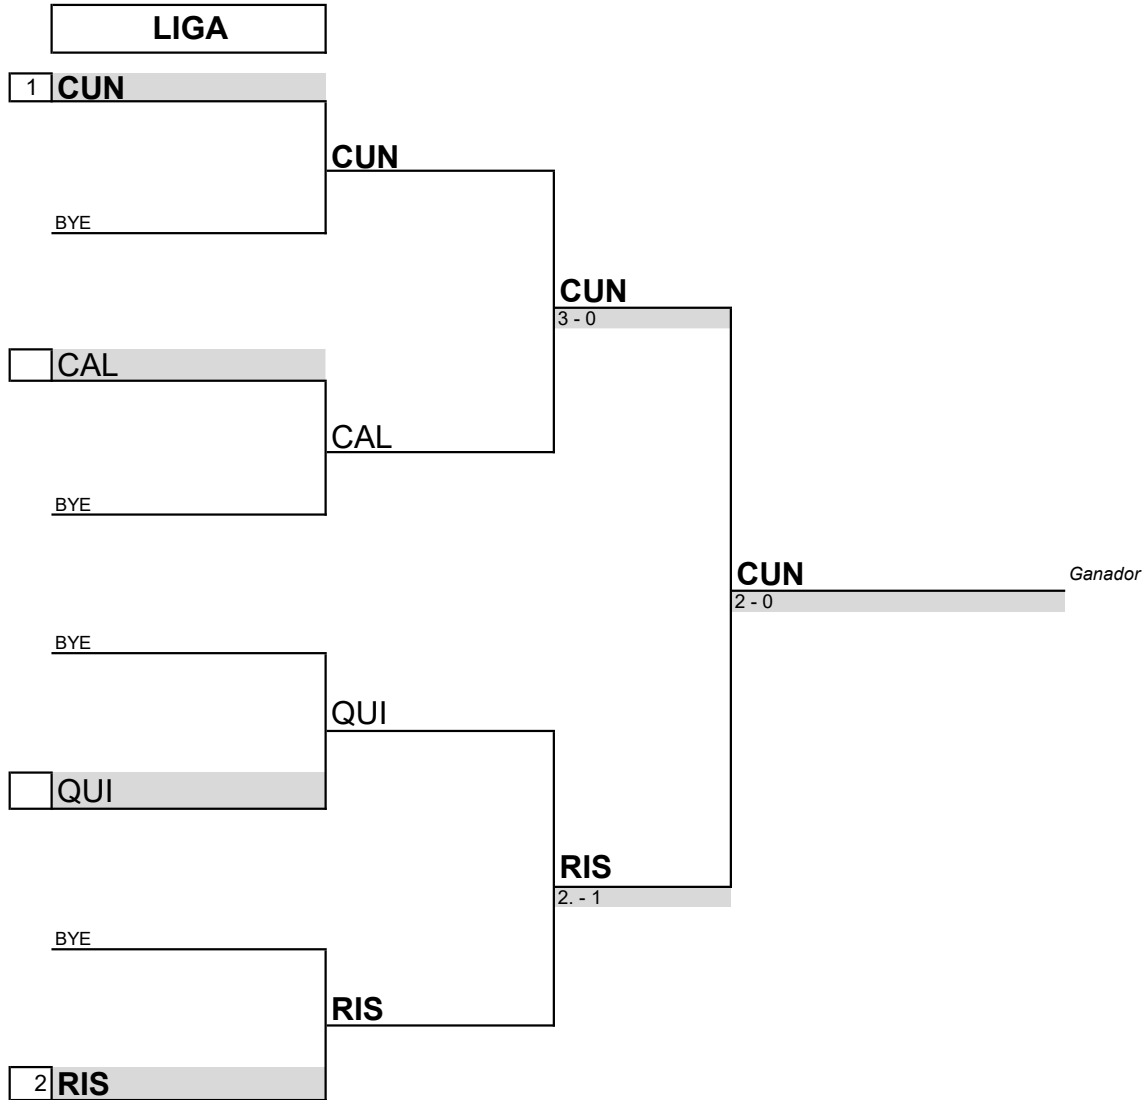 LIGA
1 CUN
CUN
BYE
CUN
3 - 0
CAL
CAL
BYE
CUN
Ganador
2 - 0
BYE
QUI
QUI
RIS
2. - 1
BYE
RIS
2 RIS